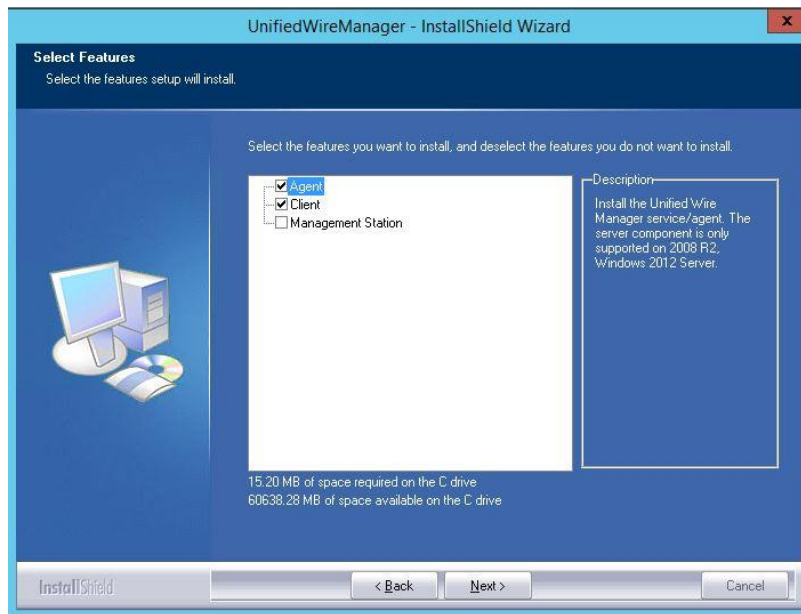 UnifiedWireManager - InstallShield Wizard
x
Select Features
Select the features setup will install.
Select the features you want to install, and deselect the features you do not want to install.
Agent
Client
Management Station
Description
Install the Unified Wire
Manager service/agent. The
server component is only
supported on 2008 R2,
Windows 2012 Server.
15.20 MB of space required on the C drive
60638.28 MB of space available on the C drive
InstallShield
< Back
Next >
Cancel